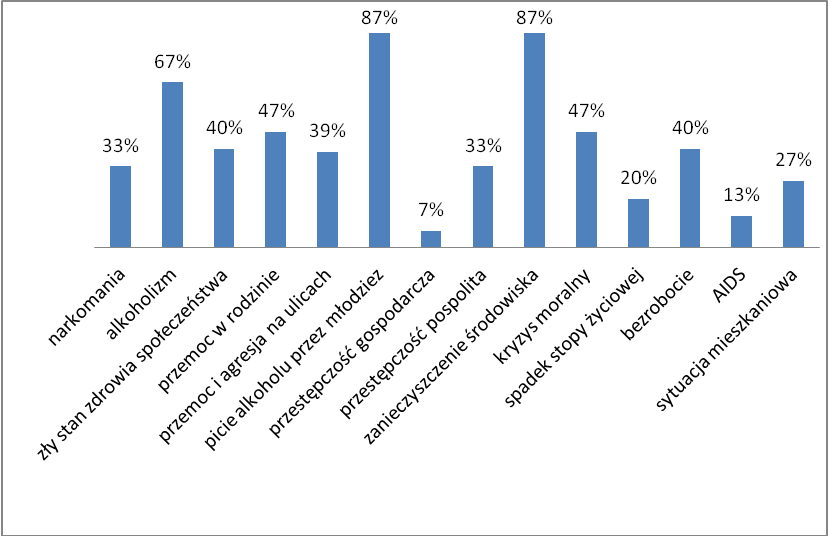 33%
67%
40%
47%
39%
87%
7%
33%
87%
47%
20%
40%
13%
27%
narkomania
alkoholizm
zły stan zdrowia społeczeństwa
przemoc w rodzinie
przemoc i agresja na ulicach
picie alkoholu przez młodziez
przestępczość gospodarcza
przestępczość pospolita
zanieczyszczenie środowiska
kryzys moralny
spadek stopy życiowej
bezrobocie
AIDS
sytuacja mieszkaniowa